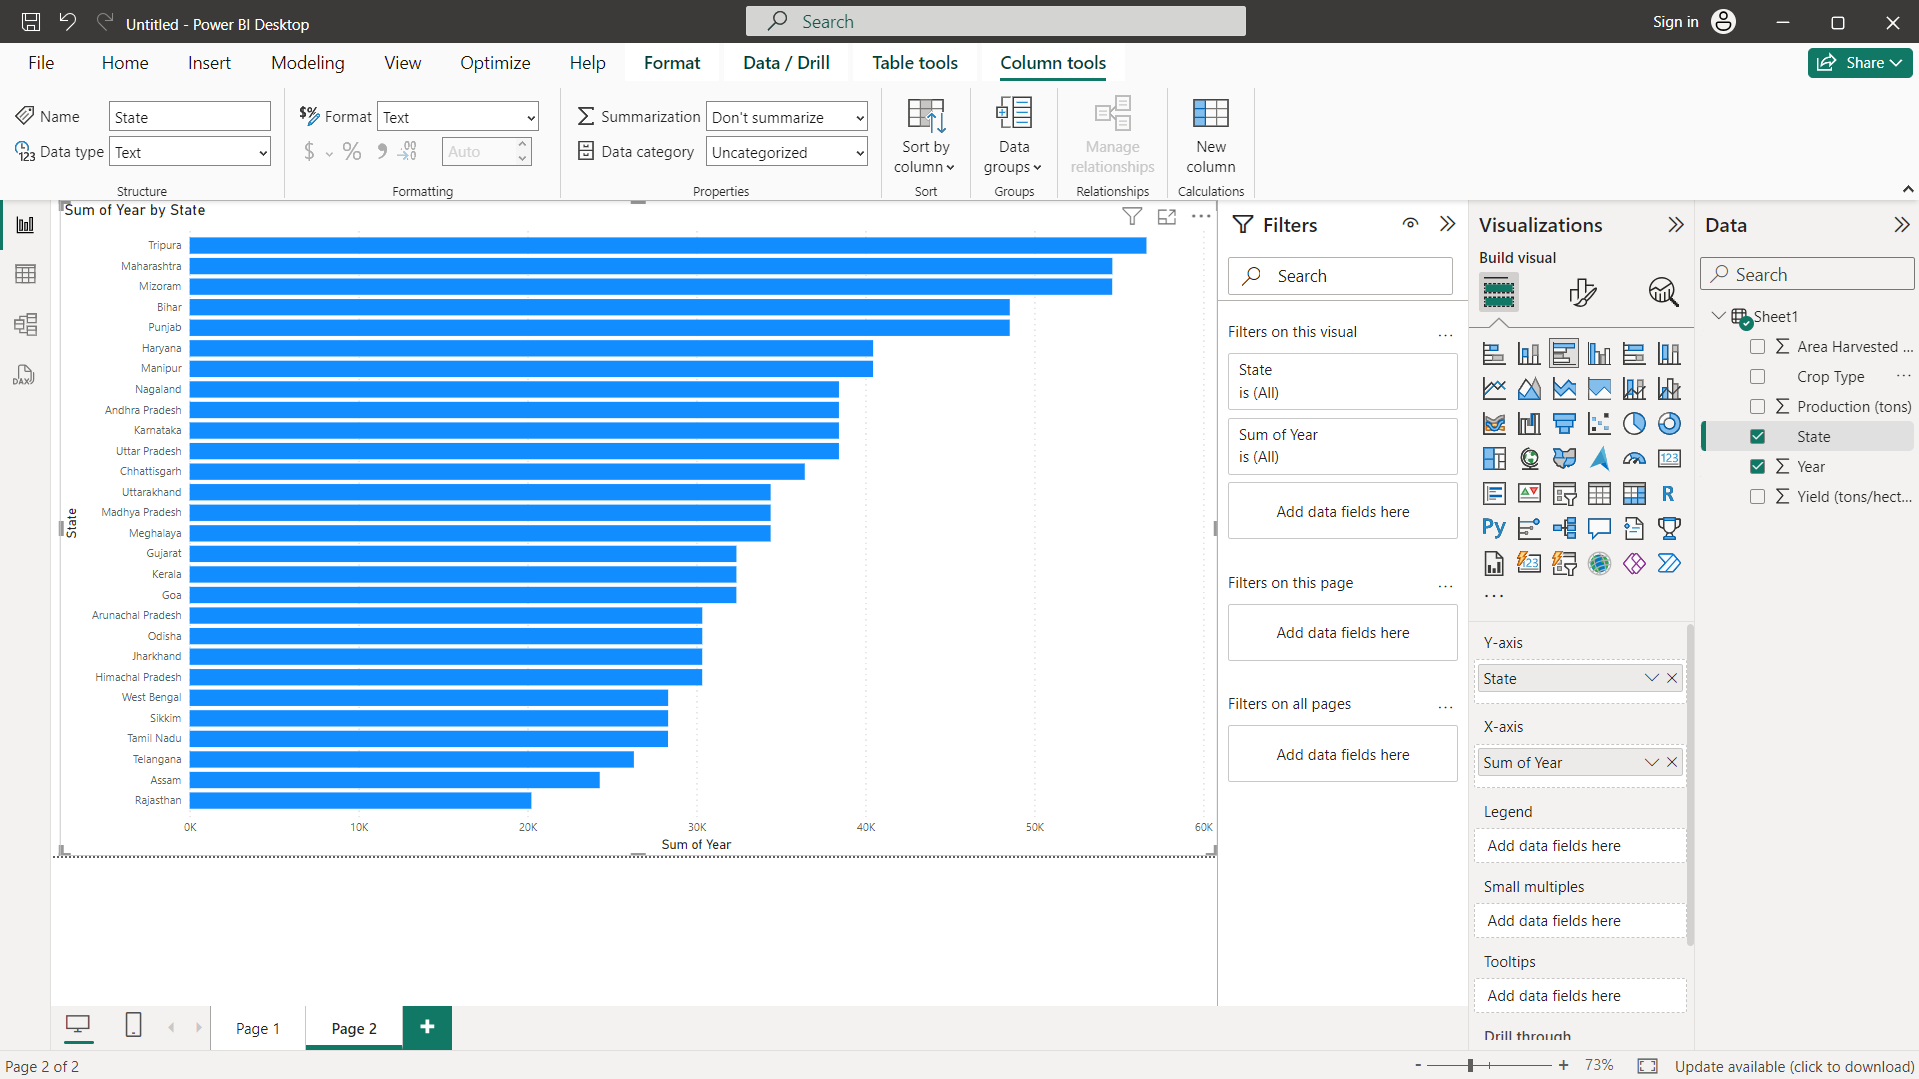 Untitled - Power BI Desktop
Search
Sign in
File Home Insert Modeling View Optimize Help Format Data / Drill Table tools Column tools
Share
Name State
Data type Text
Structure
Format Text
$ % 9 .00 Auto
Formatting
Summarization Don't summarize
Data category Uncategorized
Properties
Sort by
column
Sort
Data
groups
Groups
Manage
relationships
Relationships
New
column
Calculations
Sum of Year by State
State
Tripura
Maharashtra
Mizoram
Bihar
Punjab
Haryana
Manipur
Nagaland
Andhra Pradesh
Karnataka
Uttar Pradesh
Chhattisgarh
Uttarakhand
Madhya Pradesh
Meghalaya
Gujarat
Kerala
Goa
Arunachal Pradesh
Odisha
Jharkhand
Himachal Pradesh
West Bengal
Sikkim
Tamil Nadu
Telangana
Assam
Rajasthan
0K 10K 20K 30K 40K 50K 60K
Sum of Year
Filters
Search
Filters on this visual ...
State
is (All)
Sum of Year
is (All)
Add data fields here
Filters on this page ...
Add data fields here
Filters on all pages ...
Add data fields here
Visualizations
Build visual
123
R
Py
123
...
Y-axis
State
X-axis
Sum of Year
Legend
Add data fields here
Small multiples
Add data fields here
Tooltips
Add data fields here
Drill through
Data
Search
Sheet1
Area Harvested ...
Crop Type ...
Production (tons)
State
Year
Yield (tons/hect...
DAX
Page 1 Page 2 +
Page 2 of 2
- + 73% Update available (click to download)